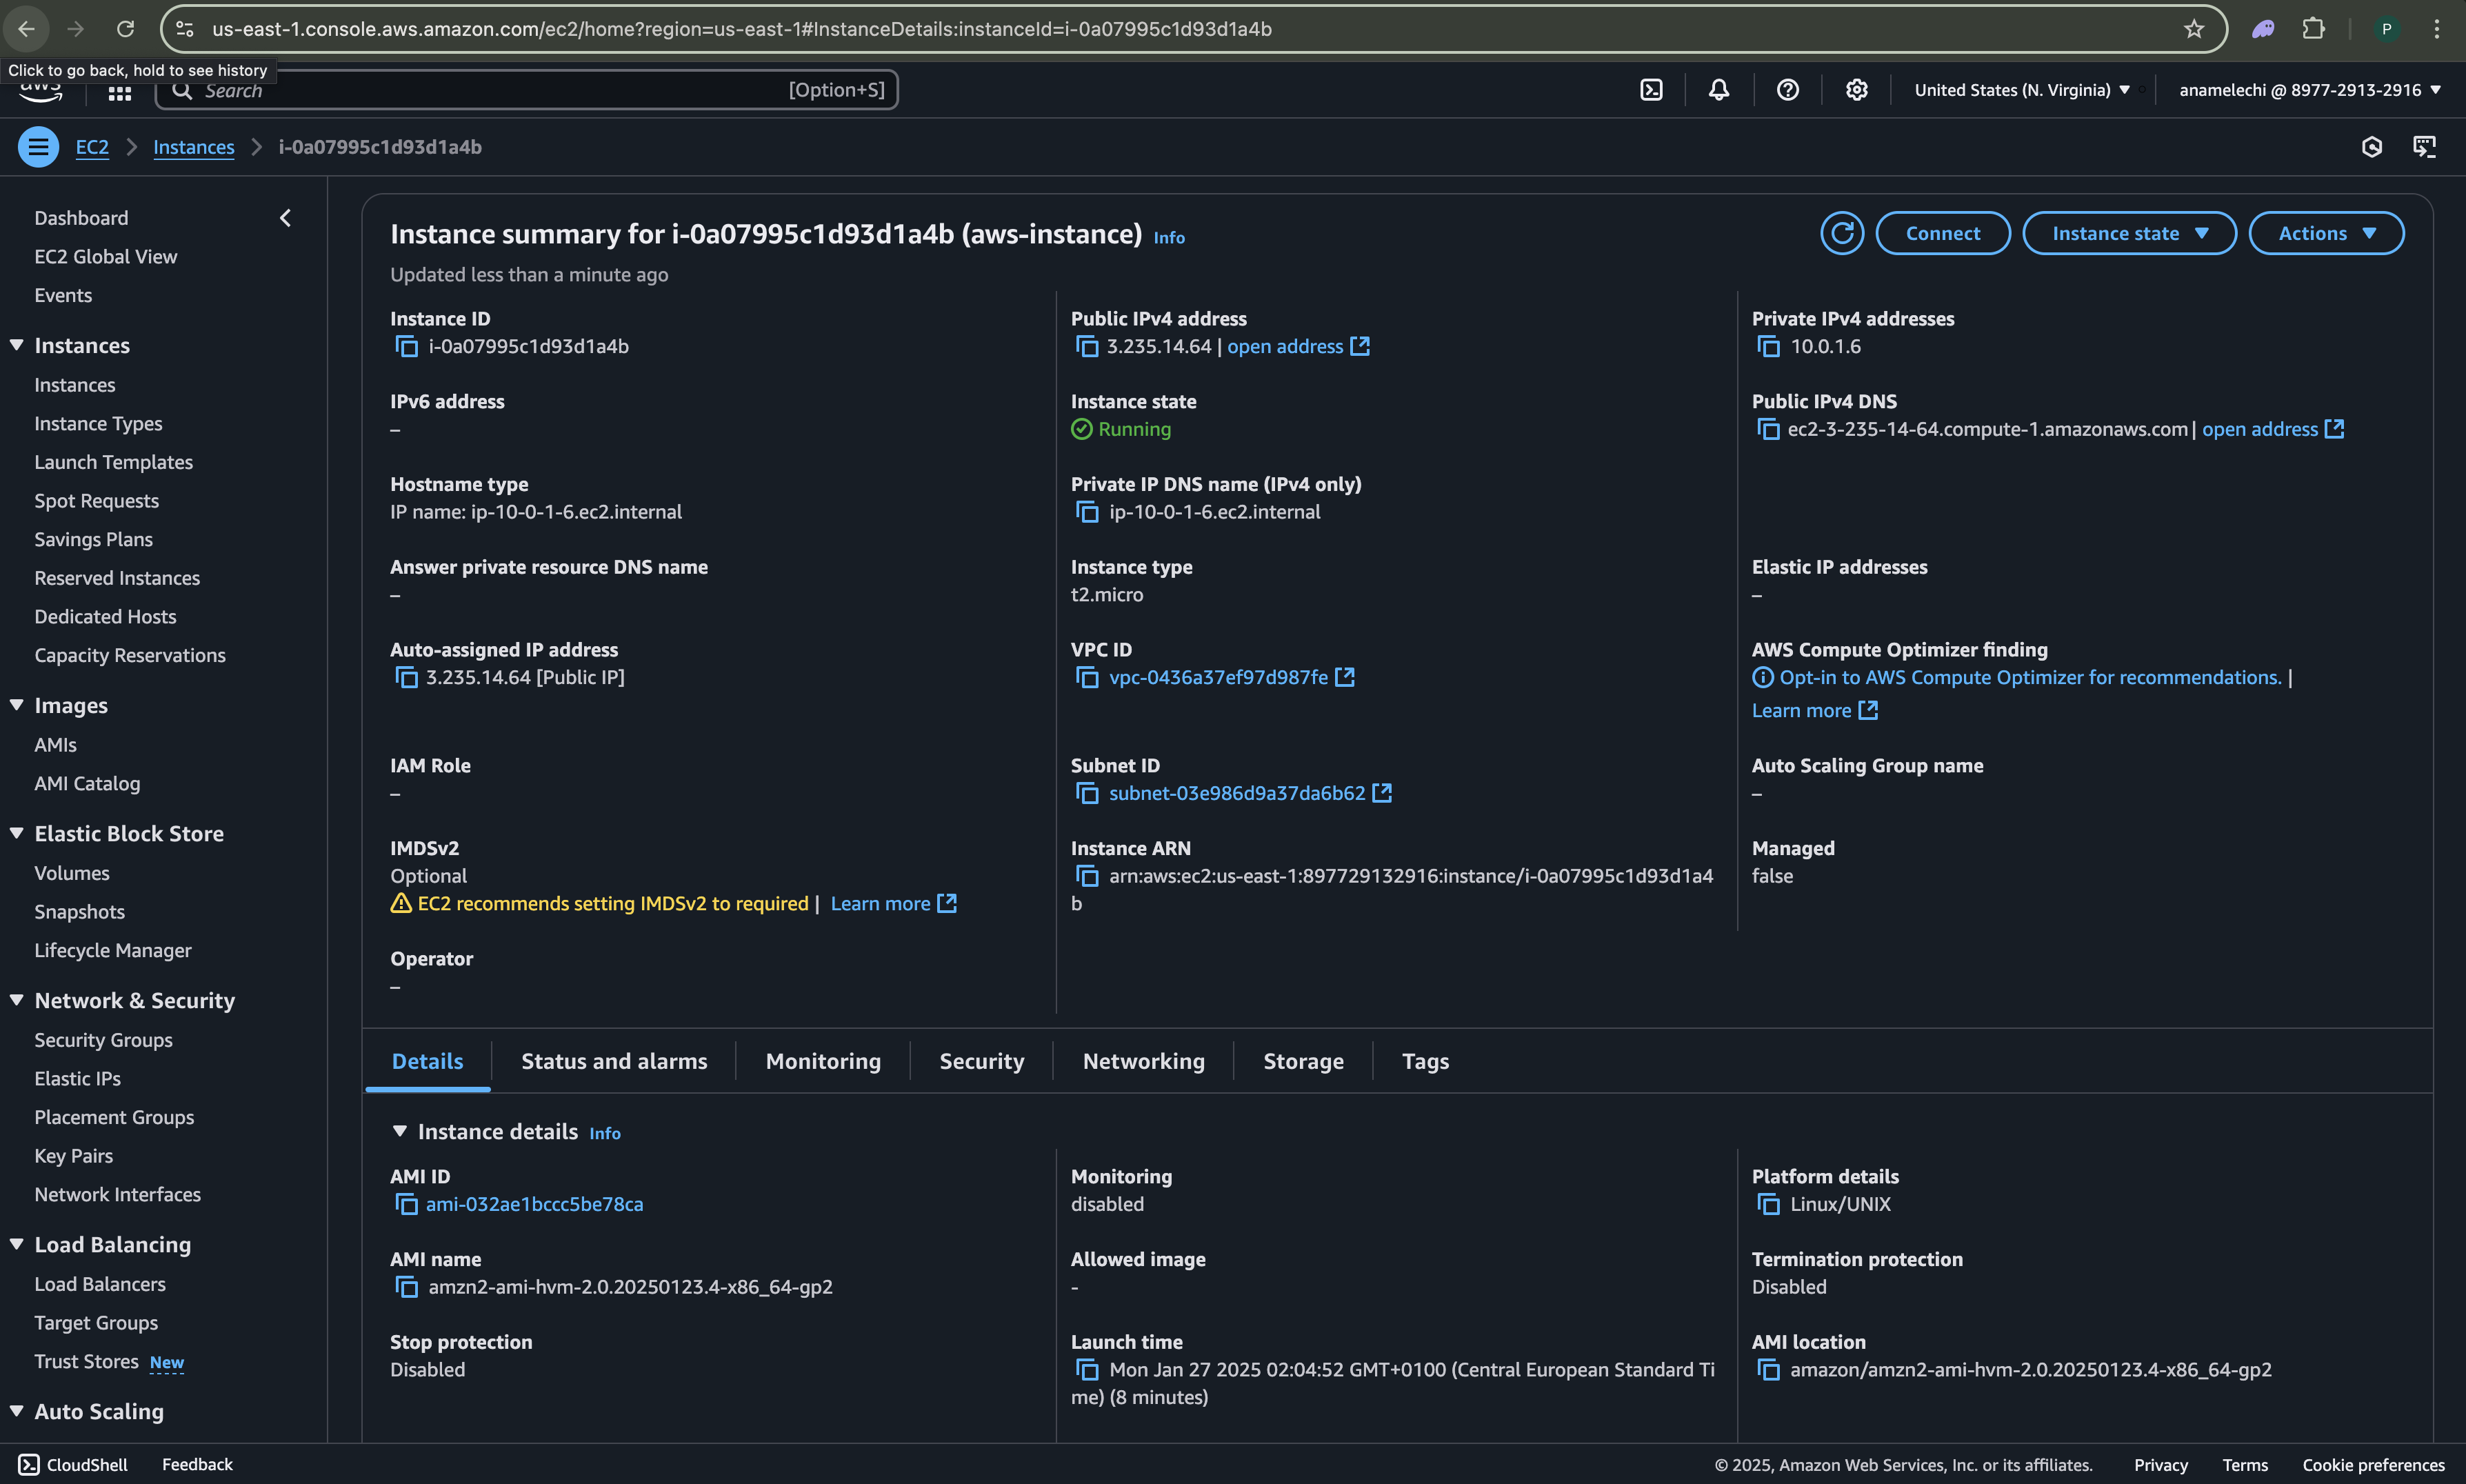 us-east-1.console.aws.amazon.com/ec2/home?region=us-east-1#InstanceDetails:instanceId=i-0a07995c1d93d1a4b
P
Click to go back, hold to see history
aws
Search
[Option+S]
United States (N. Virginia)
anamelechi @ 8977-2913-2916
EC2
Instances
i-0a07995c1d93d1a4b
Dashboard
EC2 Global View
Events
Instances
Instances
Instance Types
Launch Templates
Spot Requests
Savings Plans
Reserved Instances
Dedicated Hosts
Capacity Reservations
Images
AMIs
AMI Catalog
Elastic Block Store
Volumes
Snapshots
Lifecycle Manager
Network & Security
Security Groups
Elastic IPs
Placement Groups
Key Pairs
Network Interfaces
Load Balancing
Load Balancers
Target Groups
Trust Stores New
Auto Scaling
Instance summary for i-0a07995c1d93d1a4b (aws-instance) Info
Updated less than a minute ago
Connect
Instance state
Actions
Instance ID
i-0a07995c1d93d1a4b
Public IPv4 address
3.235.14.64 | open address
Private IPv4 addresses
10.0.1.6
IPv6 address
–
Instance state
Running
Public IPv4 DNS
ec2-3-235-14-64.compute-1.amazonaws.com | open address
Hostname type
IP name: ip-10-0-1-6.ec2.internal
Private IP DNS name (IPv4 only)
ip-10-0-1-6.ec2.internal
Answer private resource DNS name
–
Instance type
t2.micro
Elastic IP addresses
–
Auto-assigned IP address
3.235.14.64 [Public IP]
VPC ID
vpc-0436a37ef97d987fe
AWS Compute Optimizer finding
Opt-in to AWS Compute Optimizer for recommendations. |
Learn more
IAM Role
–
Subnet ID
subnet-03e986d9a37da6b62
Auto Scaling Group name
–
IMDSv2
Optional
EC2 recommends setting IMDSv2 to required | Learn more
Instance ARN
arn:aws:ec2:us-east-1:897729132916:instance/i-0a07995c1d93d1a4
b
Managed
false
Operator
–
Details
Status and alarms
Monitoring
Security
Networking
Storage
Tags
Instance details Info
AMI ID
ami-032ae1bccc5be78ca
Monitoring
disabled
Platform details
Linux/UNIX
AMI name
amzn2-ami-hvm-2.0.20250123.4-x86_64-gp2
Allowed image
-
Termination protection
Disabled
Stop protection
Disabled
Launch time
Mon Jan 27 2025 02:04:52 GMT+0100 (Central European Standard Ti
me) (8 minutes)
AMI location
amazon/amzn2-ami-hvm-2.0.20250123.4-x86_64-gp2
CloudShell
Feedback
© 2025, Amazon Web Services, Inc. or its affiliates.
Privacy
Terms
Cookie preferences